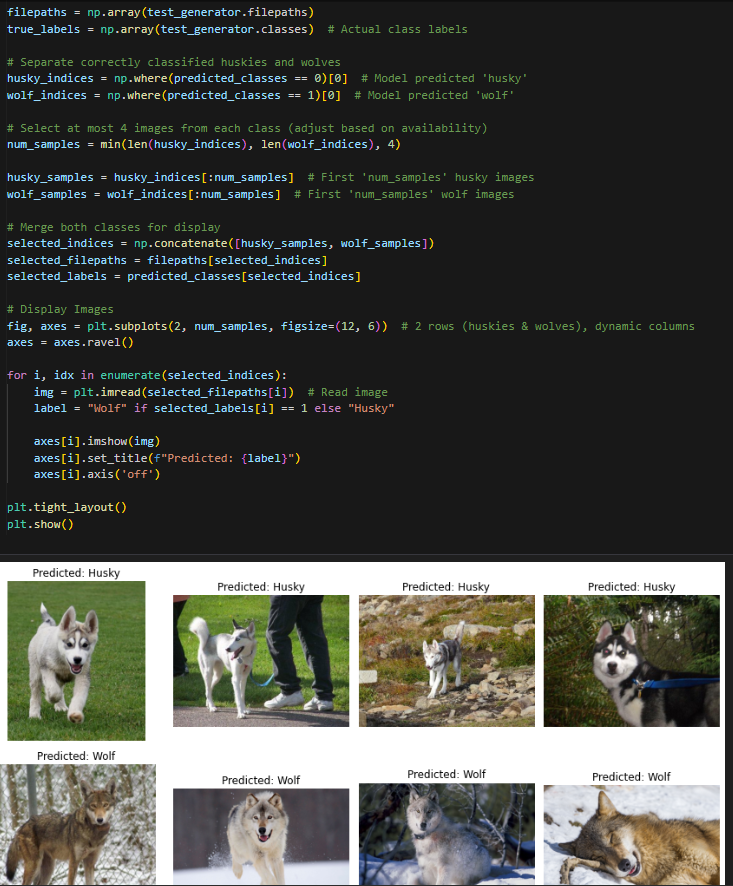 filepaths = np.array(test_generator.filepaths)
true_labels = np.array(test_generator.classes)  # Actual class labels
# Separate correctly classified huskies and wolves
husky_indices = np.where(predicted_classes == 0)[0]  # Model predicted 'husky'
wolf_indices = np.where(predicted_classes == 1)[0]  # Model predicted 'wolf'
# Select at most 4 images from each class (adjust based on availability)
num_samples = min(len(husky_indices), len(wolf_indices), 4)
husky_samples = husky_indices[:num_samples]  # First 'num_samples' husky images
wolf_samples = wolf_indices[:num_samples]  # First 'num_samples' wolf images
# Merge both classes for display
selected_indices = np.concatenate([husky_samples, wolf_samples])
selected_filepaths = filepaths[selected_indices]
selected_labels = predicted_classes[selected_indices]
# Display Images
fig, axes = plt.subplots(2, num_samples, figsize=(12, 6))  # 2 rows (huskies & wolves), dynamic columns
axes = axes.ravel()
for i, idx in enumerate(selected_indices):
    img = plt.imread(selected_filepaths[i])  # Read image
    label = "Wolf" if selected_labels[i] == 1 else "Husky"
    axes[i].imshow(img)
    axes[i].set_title(f"Predicted: {label}")
    axes[i].axis('off')
plt.tight_layout()
plt.show()
Predicted: Husky
Predicted: Husky
Predicted: Husky
Predicted: Husky
Predicted: Wolf
Predicted: Wolf
Predicted: Wolf
Predicted: Wolf